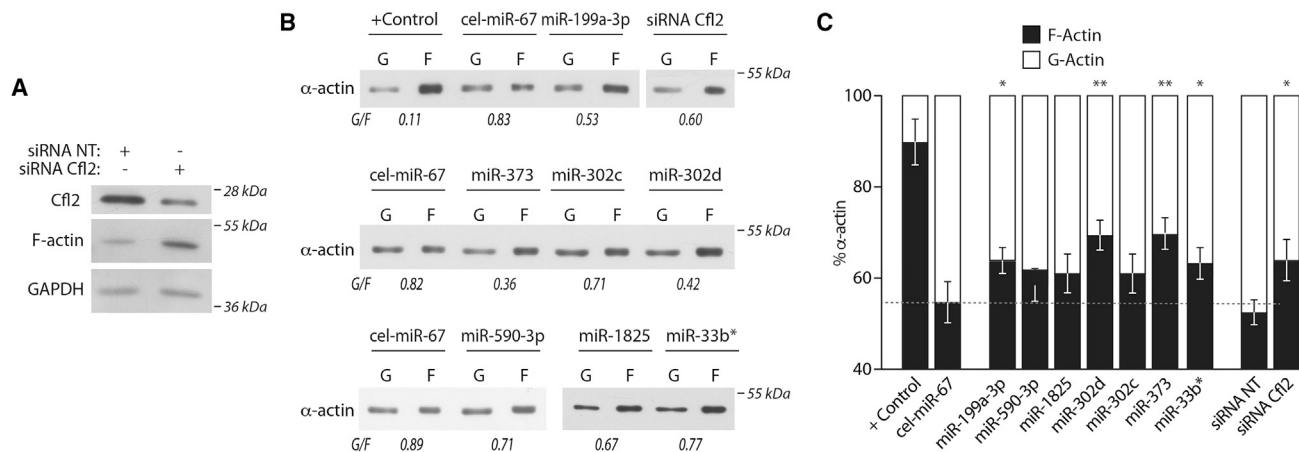 A
siRNA NT: + -
siRNA Cfl2: - +
Cfl2
28 kDa
55 kDa
F-actin
GAPDH
36 kDa
B
+Control cel-miR-67 miR-199a-3p siRNA Cfl2
G F G F G F G F
55 kDa
α-actin
G/F 0.11 0.83 0.53 0.60
cel-miR-67 miR-373 miR-302c miR-302d
G F G F G F G F
55 kDa
α-actin
G/F 0.82 0.36 0.71 0.42
cel-miR-67 miR-590-3p miR-1825 miR-33b*
G F G F G F G F
55 kDa
α-actin
G/F 0.89 0.71 0.67 0.77
C
F-Actin
G-Actin
* ** ** * *
100
80
60
40
% α-actin
+ Control
cel-miR-67
miR-199a-3p
miR-590-3p
miR-1825
miR-302d
miR-302c
miR-373
miR-33b*
siRNA NT
siRNA Cfl2